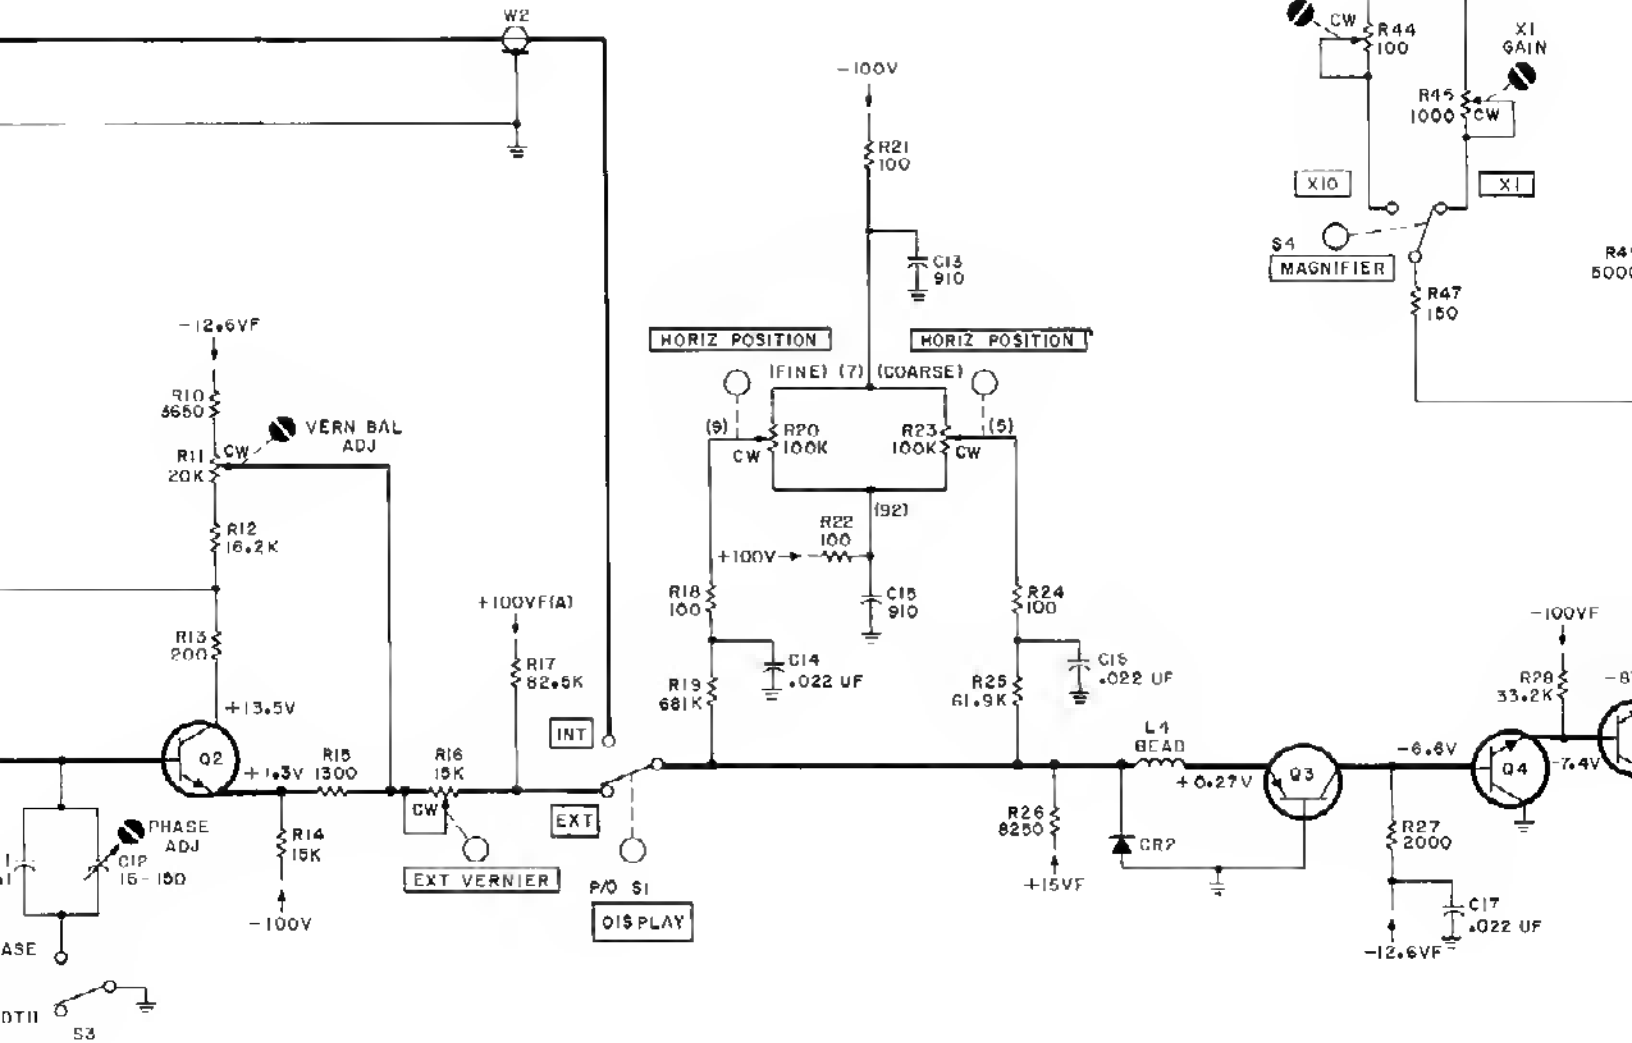 W2
CW
R44
100
X1
GAIN
R45
1000
CW
X10
X1
S4
MAGNIFIER
R47
150
5000
-100V
R21
100
C13
910
HORIZ POSITION
HORIZ POSITION
(FINE) (7) (COARSE)
(9)
R20
100K
CW
R23
100K
(5)
CW
(92)
R22
100
+100V
C15
910
R18
100
C14
.022 UF
R19
681K
R24
100
.022 UF
R25
61.9K
-12.6VF
R10
3650
VERN BAL
ADJ
R11
20K
CW
R12
16.2K
R13
200
+13.5V
Q2
+1.3V
R15
1300
R16
15K
CW
+100VF(A)
R17
82.5K
INT
EXT
R14
15K
-100V
EXT VERNIER
P/O S1
DISPLAY
PHASE
ADJ
C12
ASE
S3
L4
BEAD
+0.27V
R26
8250
+15VF
CR2
Q3
-6.6V
Q4
-7.4V
-100VF
R28
33.2K
R27
2000
C17
.022 UF
-12.6VF